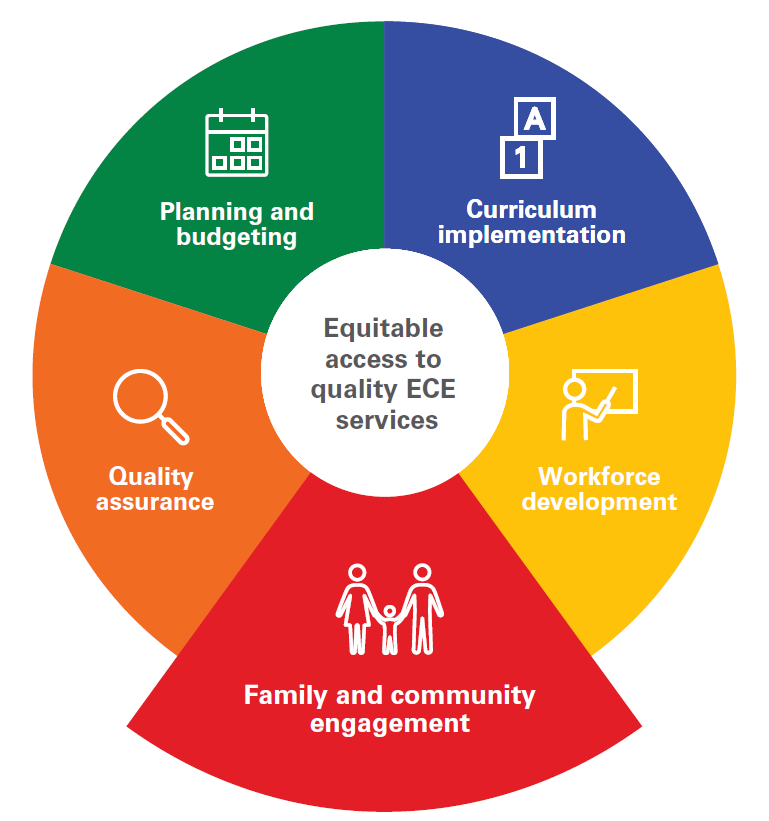 Planning and
budgeting
A
1
Curriculum
implementation
Equitable
access to
quality ECE
services
Quality
assurance
Workforce
development
Family and community
engagement